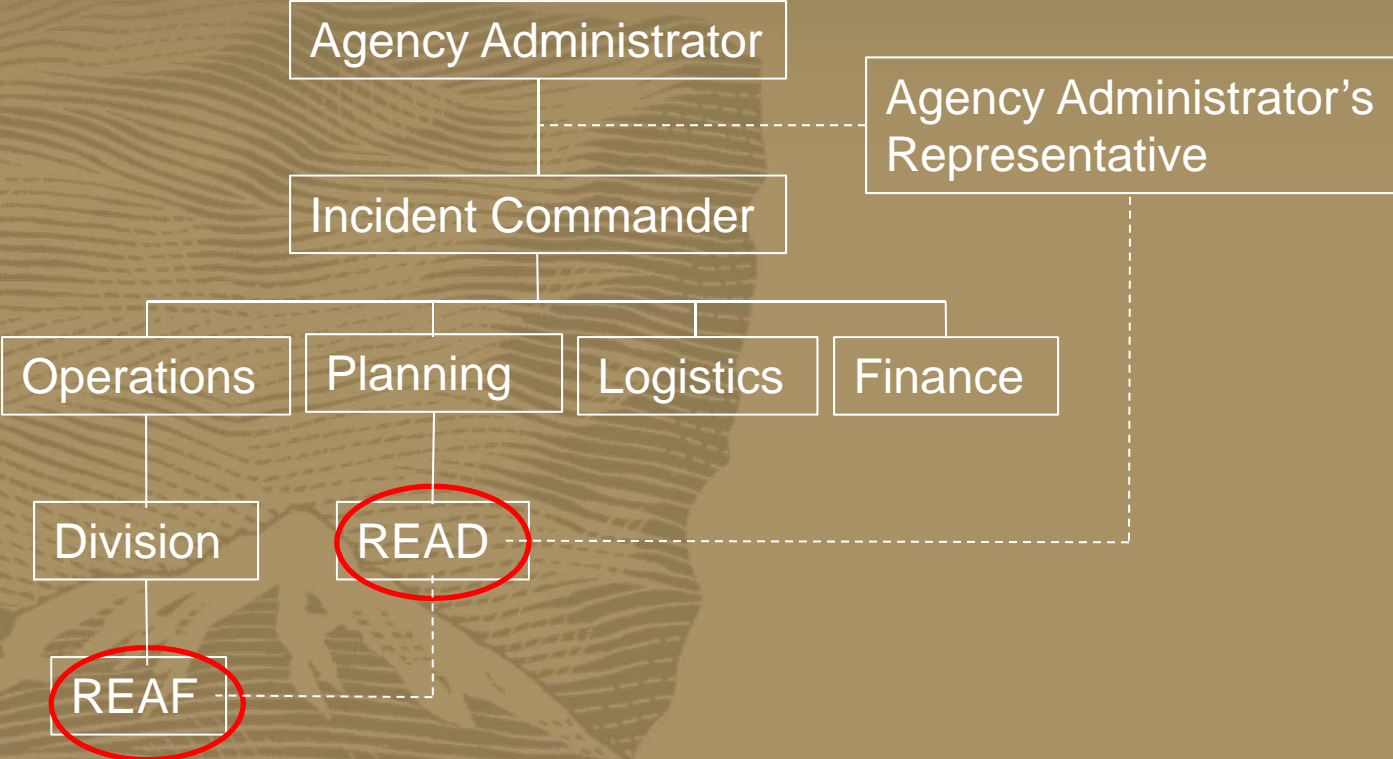 Agency Administrator
Agency Administrator’s
Representative
Incident Commander
Operations
Planning
Logistics
Finance
Division
READ
REAF